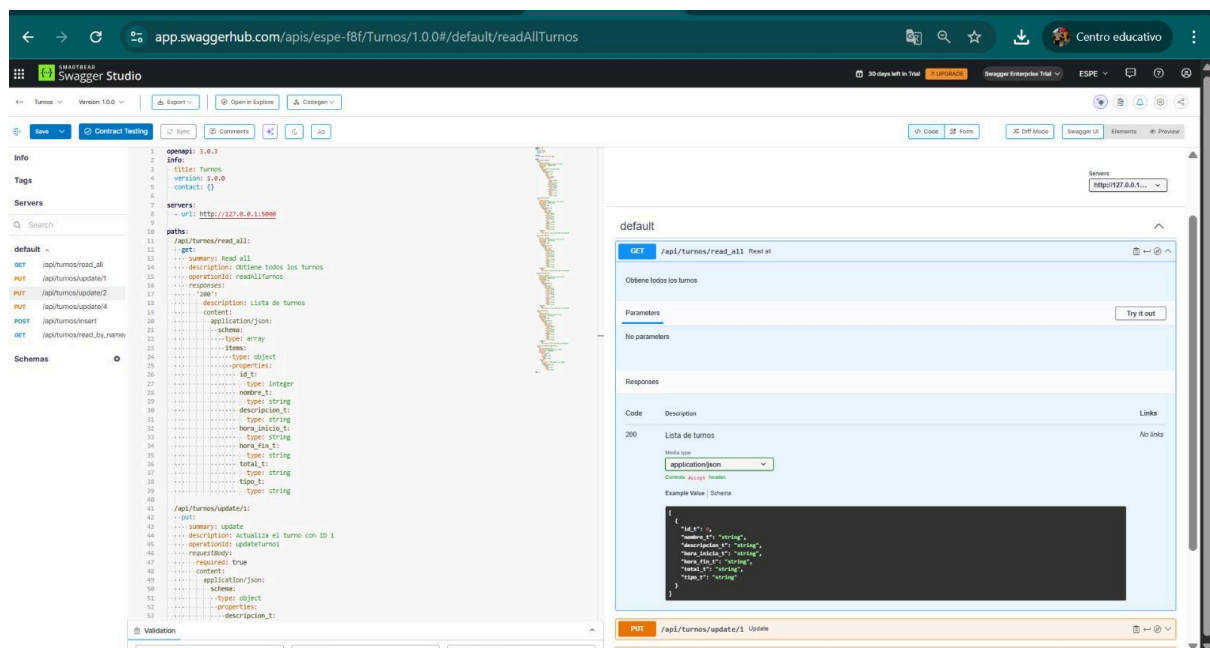 app.swaggerhub.com/apis/espe-f8f/Turnos/1.0.0#/default/readAllTurnos
Centro educativo
SMARTBEAR
Swagger Studio
30 days left in Trial
UPGRADE
Swagger Enterprise Trial
ESPE
Turnos
Version: 1.0.0
Export
Open in Explore
Codegen
Save
Contract Testing
Sync
Comments
Code
Form
Diff Mode
Swagger UI
Elements
Preview
Info
Tags
Servers
Search
default
GET /api/turnos/read_all
PUT /api/turnos/update/1
PUT /api/turnos/update/2
PUT /api/turnos/update/4
POST /api/turnos/insert
GET /api/turnos/read_by_name/
Schemas
1 openapi: 3.0.3
2 info:
3 title: Turnos
4 version: 1.0.0
5 contact: {}
6
7 servers:
8 - url: http://127.0.0.1:5000
9
10 paths:
11 /api/turnos/read_all:
12 get:
13 summary: Read all
14 description: Obtiene todos los turnos
15 operationId: readAllTurnos
16 responses:
17 '200':
18 description: Lista de turnos
19 content:
20 application/json:
21 schema:
22 type: array
23 items:
24 type: object
25 properties:
26 id_t:
27 type: integer
28 nombre_t:
29 type: string
30 descripcion_t:
31 type: string
32 hora_inicio_t:
33 type: string
34 hora_fin_t:
35 type: string
36 total_t:
37 type: string
38 tipo_t:
39 type: string
40
41 /api/turnos/update/1:
42 put:
43 summary: Update
44 description: Actualiza el turno con ID 1
45 operationId: updateTurno1
46 requestBody:
47 required: true
48 content:
49 application/json:
50 schema:
51 type: object
52 properties:
53 descripcion_t:
Validation
Servers
http://127.0.0.1...
default
GET /api/turnos/read_all Read all
Obtiene todos los turnos
Parameters
Try it out
No parameters
Responses
Code Description Links
200 Lista de turnos No links
Media type
application/json
Controls Accept header.
Example Value | Schema
[
{
"id_t": 0,
"nombre_t": "string",
"descripcion_t": "string",
"hora_inicio_t": "string",
"hora_fin_t": "string",
"total_t": "string",
"tipo_t": "string"
}
]
PUT /api/turnos/update/1 Update